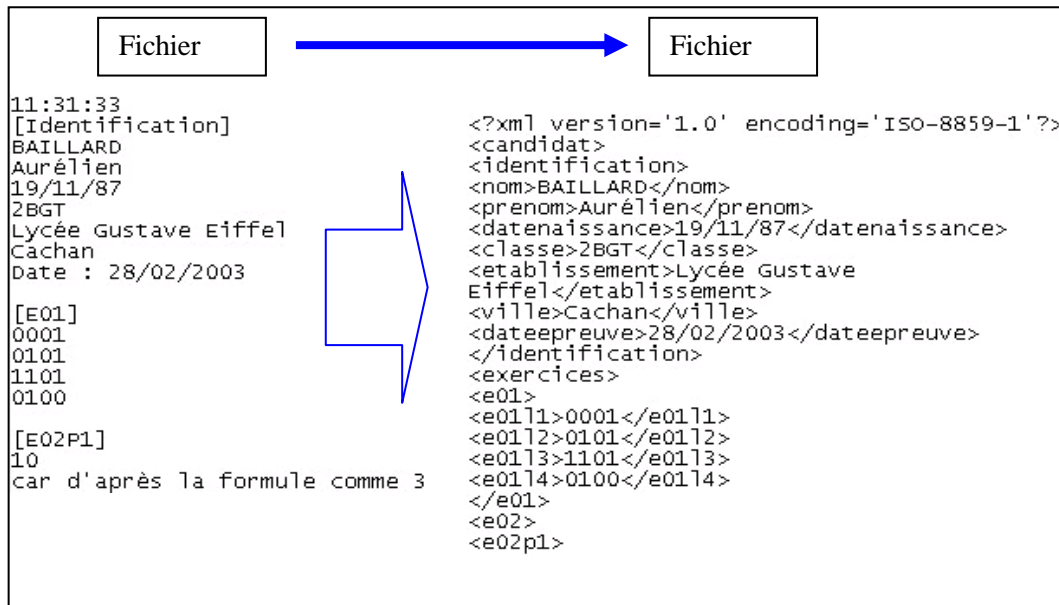 Fichier
Fichier
11:31:33
[Identification]
BAILLARD
Aurélien
19/11/87
2BGT
Lycée Gustave Eiffel
Cachan
Date : 28/02/2003
[E01]
0001
0101
1101
0100
[E02P1]
10
car d'après la formule comme 3
<?xml version='1.0' encoding='ISO-8859-1'?>
<candidat>
<identification>
<nom>BAILLARD</nom>
<prenom>Aurélien</prenom>
<datenaissance>19/11/87</datenaissance>
<classe>2BGT</classe>
<etablissement>Lycée Gustave
Eiffel</etablissement>
<ville>Cachan</ville>
<dateepreuve>28/02/2003</dateepreuve>
</identification>
<exercices>
<e01>
<e01l1>0001</e01l1>
<e01l2>0101</e01l2>
<e01l3>1101</e01l3>
<e01l4>0100</e01l4>
</e01>
<e02>
<e02p1>